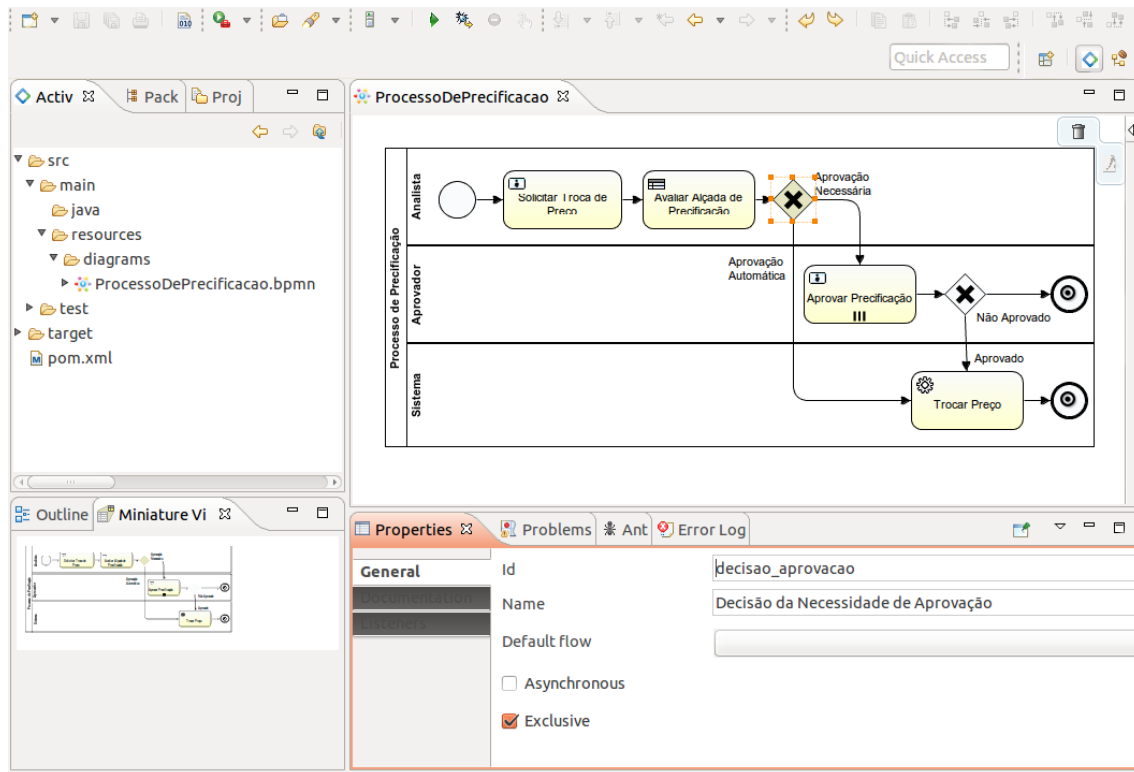 Quick Access
Activ
Pack
Proj
src
main
java
resources
diagrams
ProcessoDePrecificacao.bpmn
test
target
pom.xml
ProcessoDePrecificacao
Processo de Precificação
Analista
Solicitar Troca de
Preço
Avaliar Alçada de
Precificação
Aprovação
Necessária
Aprovador
Aprovação
Automática
Aprovar Precificação
Não Aprovado
Aprovado
Sistema
Trocar Preço
Outline
Miniature Vi
Properties
Problems
Ant
Error Log
General
Documentation
Listeners
Id
decisao_aprovacao
Name
Decisão da Necessidade de Aprovação
Default flow
Asynchronous
Exclusive